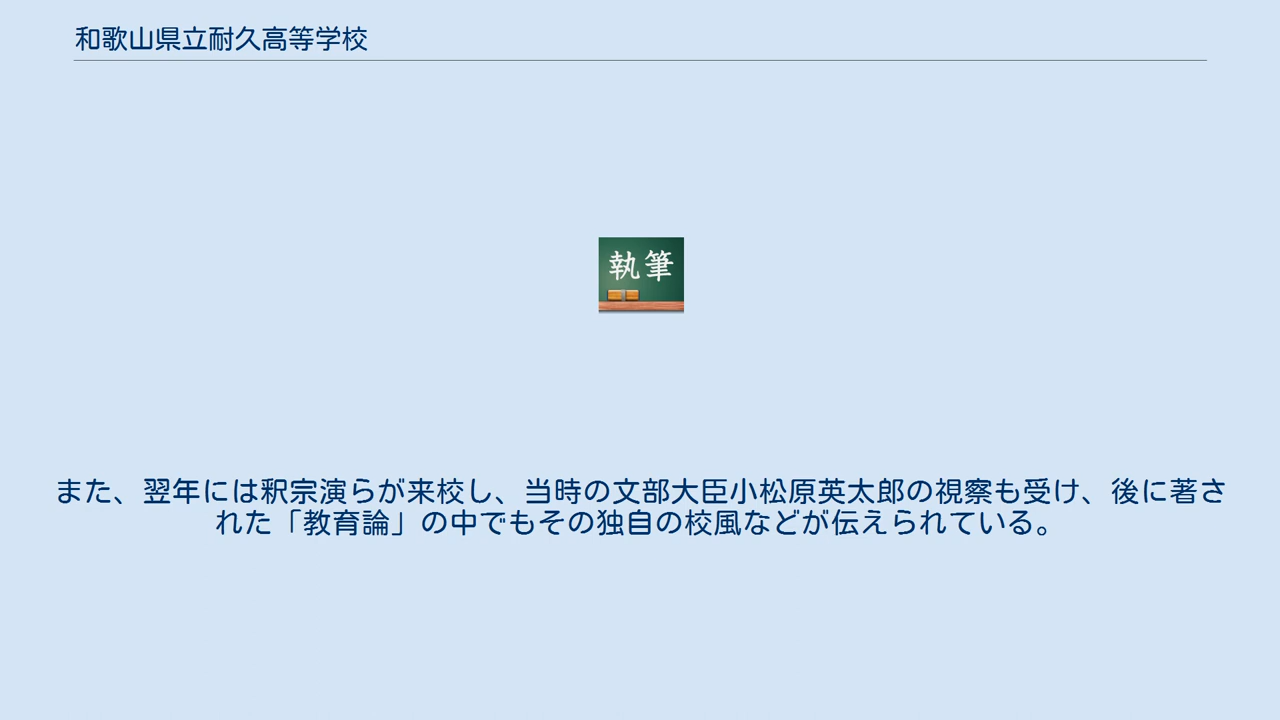 和歌山県立耐久高等学校
執筆
また、翌年には釈宗演らが来校し、当時の文部大臣小松原英太郎の視察も受け、後に著さ
れた「教育論」の中でもその独自の校風などが伝えられている。